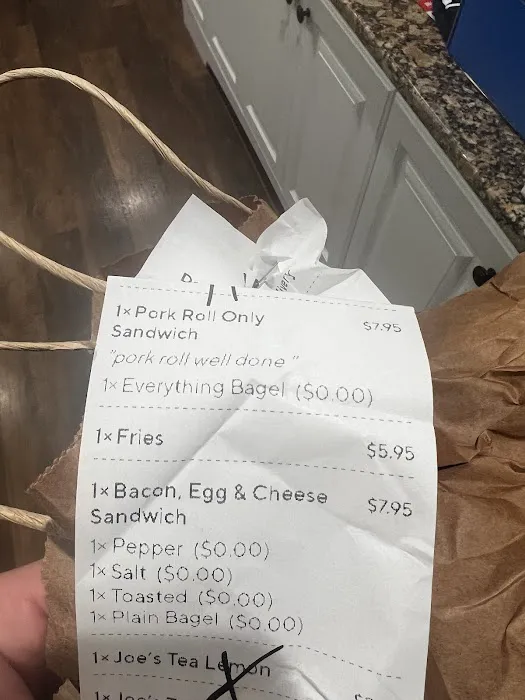 1x Pork Roll Only $7.95
Sandwich
"pork roll well done"
1x Everything Bagel ($0.00)
1x Fries $5.95
1x Bacon, Egg & Cheese $7.95
Sandwich
1x Pepper ($0.00)
1x Salt ($0.00)
1x Toasted ($0.00)
1x Plain Bagel ($0.00)
1x Joe's Tea Lemon